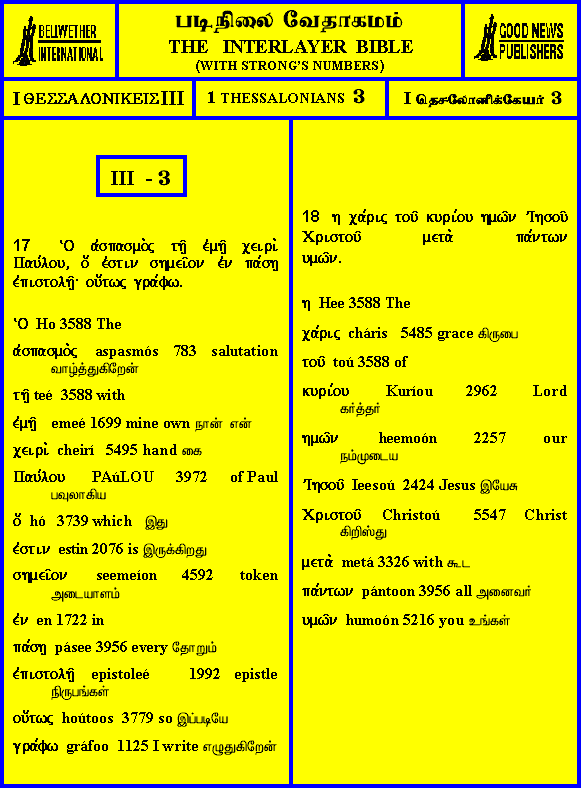 BELLWETHER
INTERNATIONAL
படிநிலை வேதாகமம்
THE INTERLAYER BIBLE
(WITH STRONG'S NUMBERS)
GOOD NEWS
PUBLISHERS
I ΘΕΣΣΑΛΟΝΙΚΕΙΣ III
1 THESSALONIANS 3
I தெசலோனிக்கேயர் 3
III - 3
17 Ὁ ἀσπασμὸς τῇ ἐμῇ χειρὶ
Παύλου, ὅ ἐστιν σημεῖον ἐν πάσῃ
ἐπιστολῇ· οὕτως γράφω.
Ὁ Ho 3588 The
ἀσπασμὸς aspasmós 783 salutation
வாழ்த்துகிறேன்
τῇ teé 3588 with
ἐμῇ emeé 1699 mine own நான் என்
χειρὶ cheirí 5495 hand கை
Παύλου PAúLOU 3972 of Paul
பவுலாகிய
ὅ hó 3739 which இது
ἐστιν estin 2076 is இருக்கிறது
σημεῖον seemeíon 4592 token
அடையாளம்
ἐν en 1722 in
πάσῃ pásee 3956 every தோறும்
ἐπιστολῇ epistoleé 1992 epistle
நிருபங்கள்
οὕτως hoútoos 3779 so இப்படியே
γράφω gráfoo 1125 I write எழுதுகிறேன்
18 η χάρις τοῦ κυρίου ημῶν Ἰησοῦ
Χριστοῦ μετὰ πάντων
υμῶν.
η Hee 3588 The
χάρις cháris 5485 grace கிருபை
τοῦ toú 3588 of
κυρίου Kuríou 2962 Lord
கர்த்தர்
ημῶν heemoón 2257 our
நம்முடைய
Ἰησοῦ Ieesoú 2424 Jesus இயேசு
Χριστοῦ Christoú 5547 Christ
கிறிஸ்து
μετὰ metá 3326 with கூட
πάντων pántoon 3956 all அனைவர்
υμῶν humoón 5216 you உங்கள்